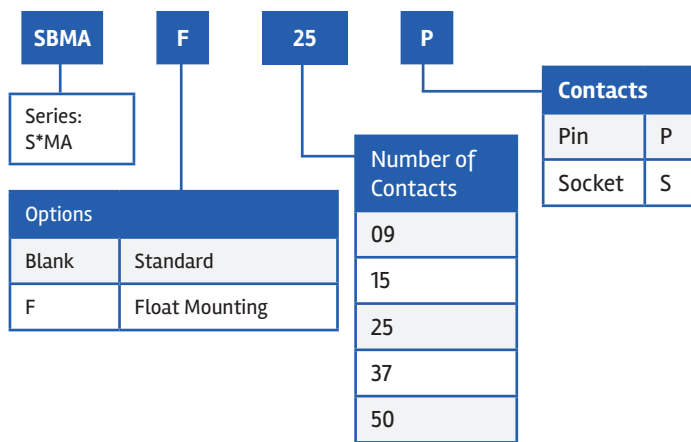 SBMA F 25 P
Series:
S*MA
Options
Blank Standard
F Float Mounting
Number of
Contacts
09
15
25
37
50
Contacts
Pin P
Socket S